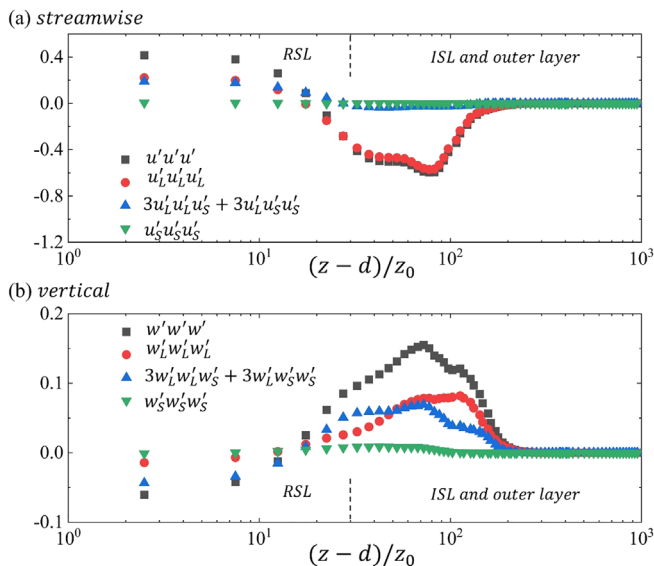 (a) streamwise
RSL
ISL and outer layer
0.4
0.0
-0.4
-0.8
-1.2
u'u'u'
u'_L u'_L u'_L
3u'_L u'_L u'_S + 3u'_L u'_S u'_S
u'_S u'_S u'_S
10^0
10^1
10^2
10^3
(z − d)/z_0
(b) vertical
0.2
0.1
0.0
-0.1
w'w'w'
w'_L w'_L w'_L
3w'_L w'_L w'_S + 3w'_L w'_S w'_S
w'_S w'_S w'_S
RSL
ISL and outer layer
10^0
10^1
10^2
10^3
(z − d)/z_0